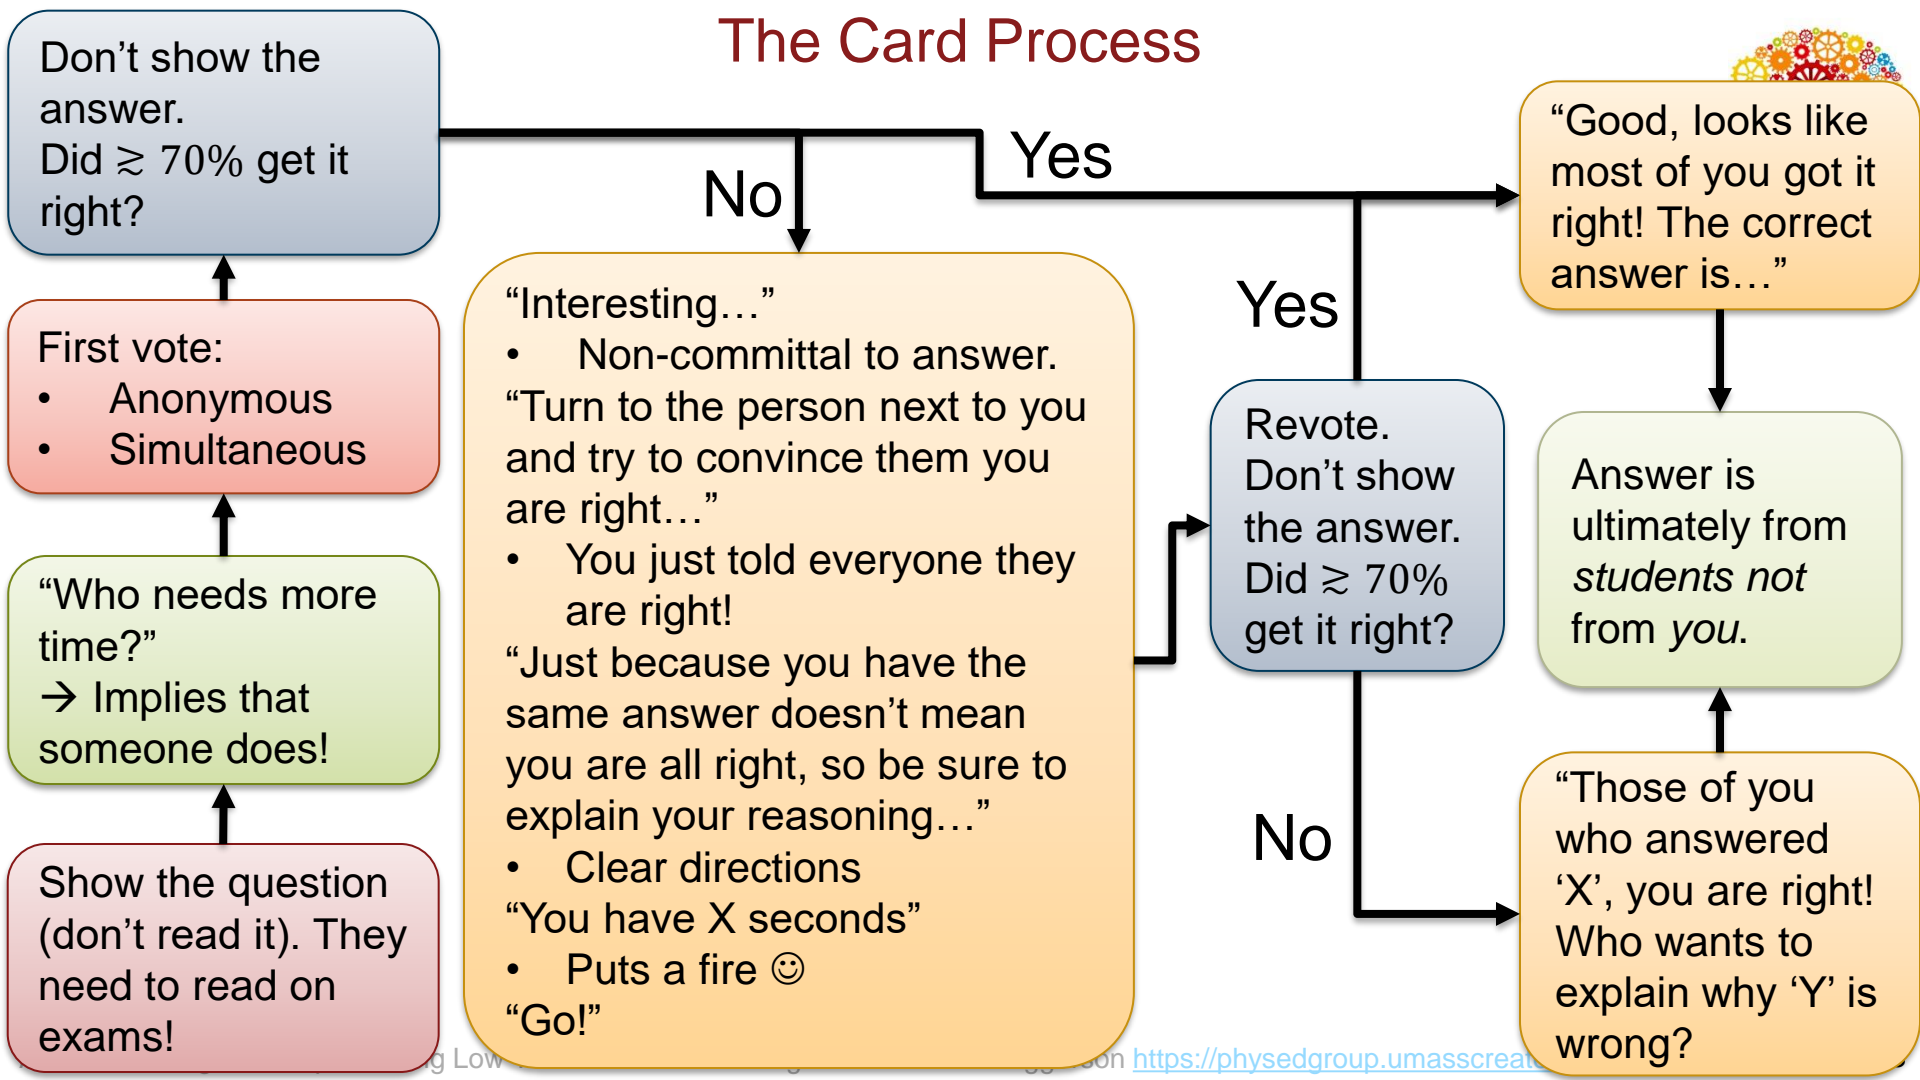 The Card Process
Don’t show the
answer.
Did ≳ 70% get it
right?
First vote:
• Anonymous
• Simultaneous
“Who needs more
time?”
→ Implies that
someone does!
Show the question
(don’t read it). They
need to read on
exams!
No
Yes
“Interesting…”
• Non-committal to answer.
“Turn to the person next to you
and try to convince them you
are right…”
• You just told everyone they
are right!
“Just because you have the
same answer doesn’t mean
you are all right, so be sure to
explain your reasoning…”
• Clear directions
“You have X seconds”
• Puts a fire ☺
“Go!”
Yes
Revote.
Don’t show
the answer.
Did ≳ 70%
get it right?
No
“Good, looks like
most of you got it
right! The correct
answer is…”
Answer is
ultimately from
students not
from you.
“Those of you
who answered
‘X’, you are right!
Who wants to
explain why ‘Y’ is
wrong?
Low
https://physedgroup.umasscreat